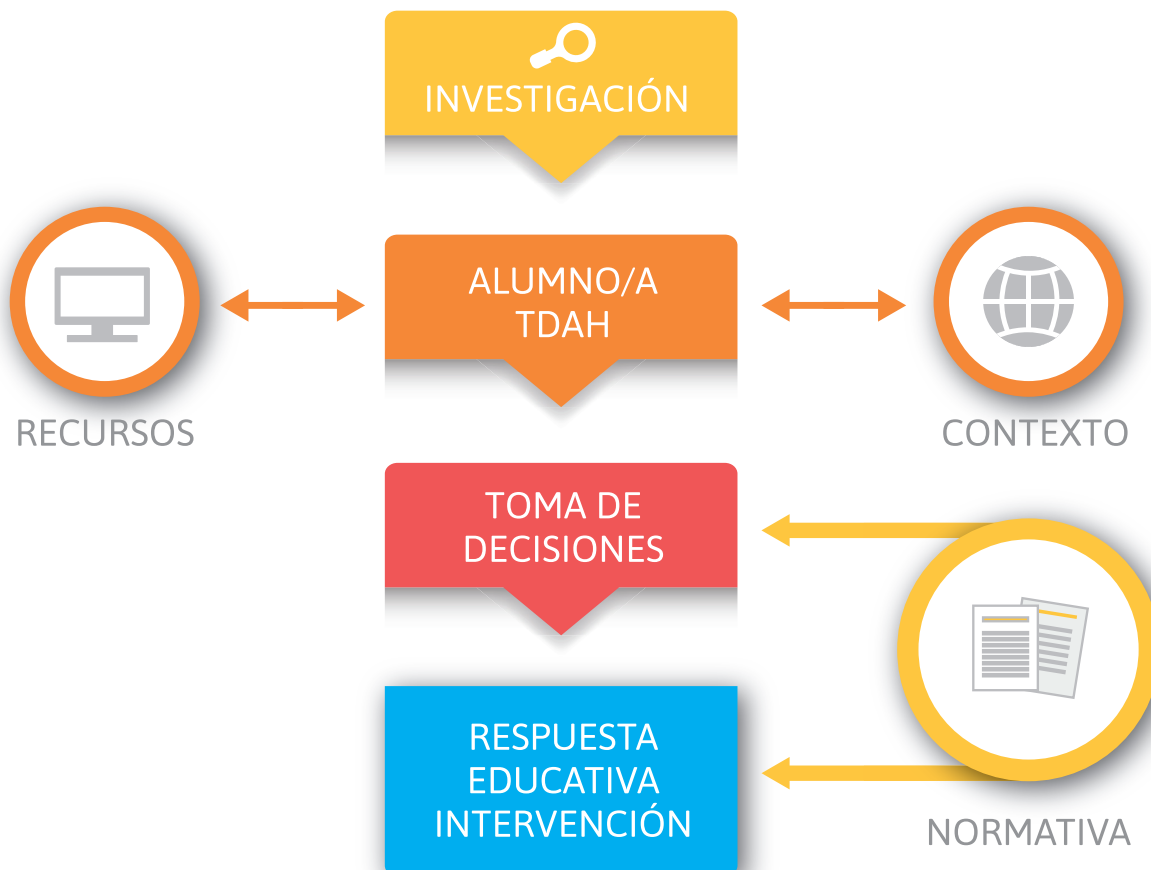 INVESTIGACIÓN
ALUMNO/A
TDAH
RECURSOS
CONTEXTO
TOMA DE
DECISIONES
RESPUESTA
EDUCATIVA
INTERVENCIÓN
NORMATIVA